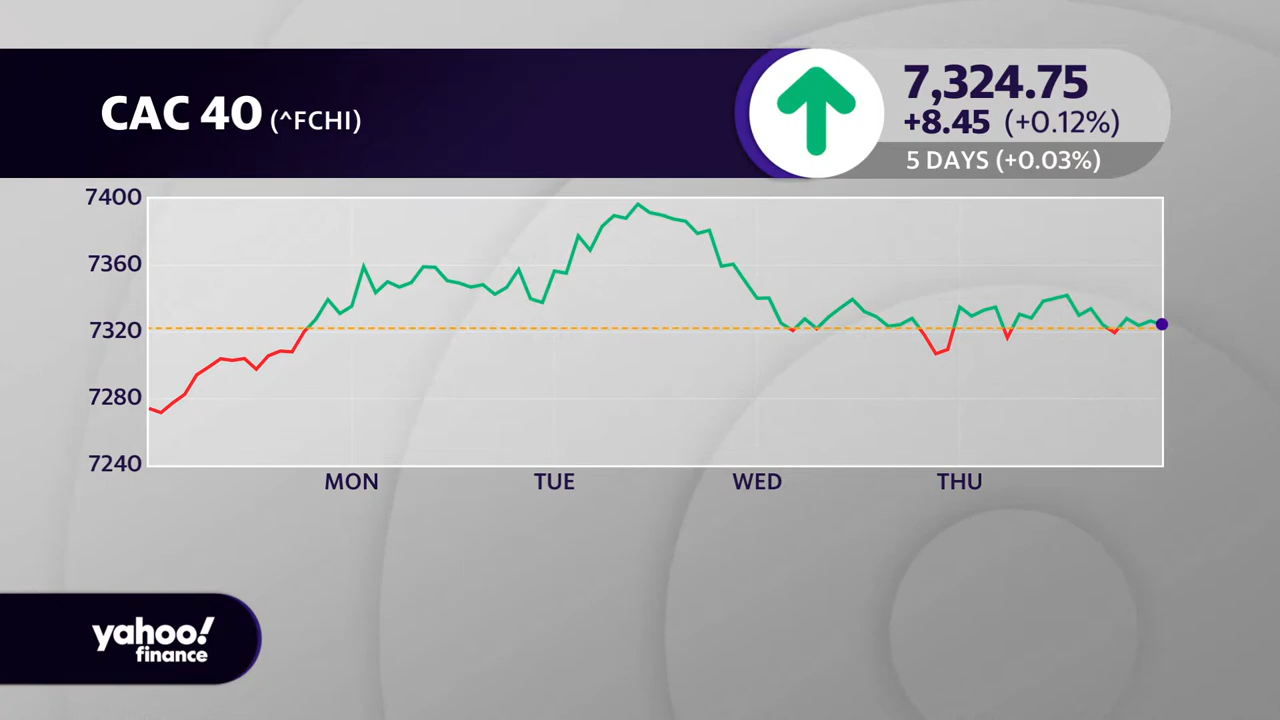 CAC 40 (^FCHI)
7,324.75
+8.45 (+0.12%)
5 DAYS (+0.03%)
7400
7360
7320
7280
7240
MON TUE WED THU
yahoo!
finance